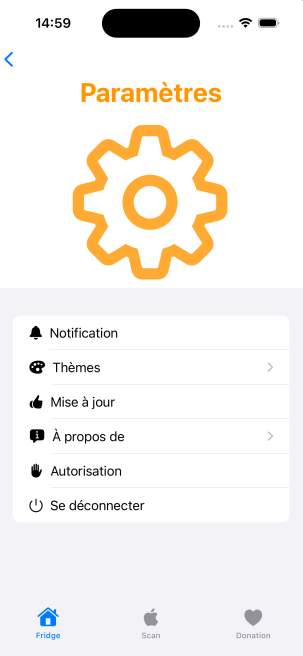 14:59
Paramètres
Notification
Thèmes
Mise à jour
À propos de
Autorisation
Se déconnecter
Fridge Scan Donation